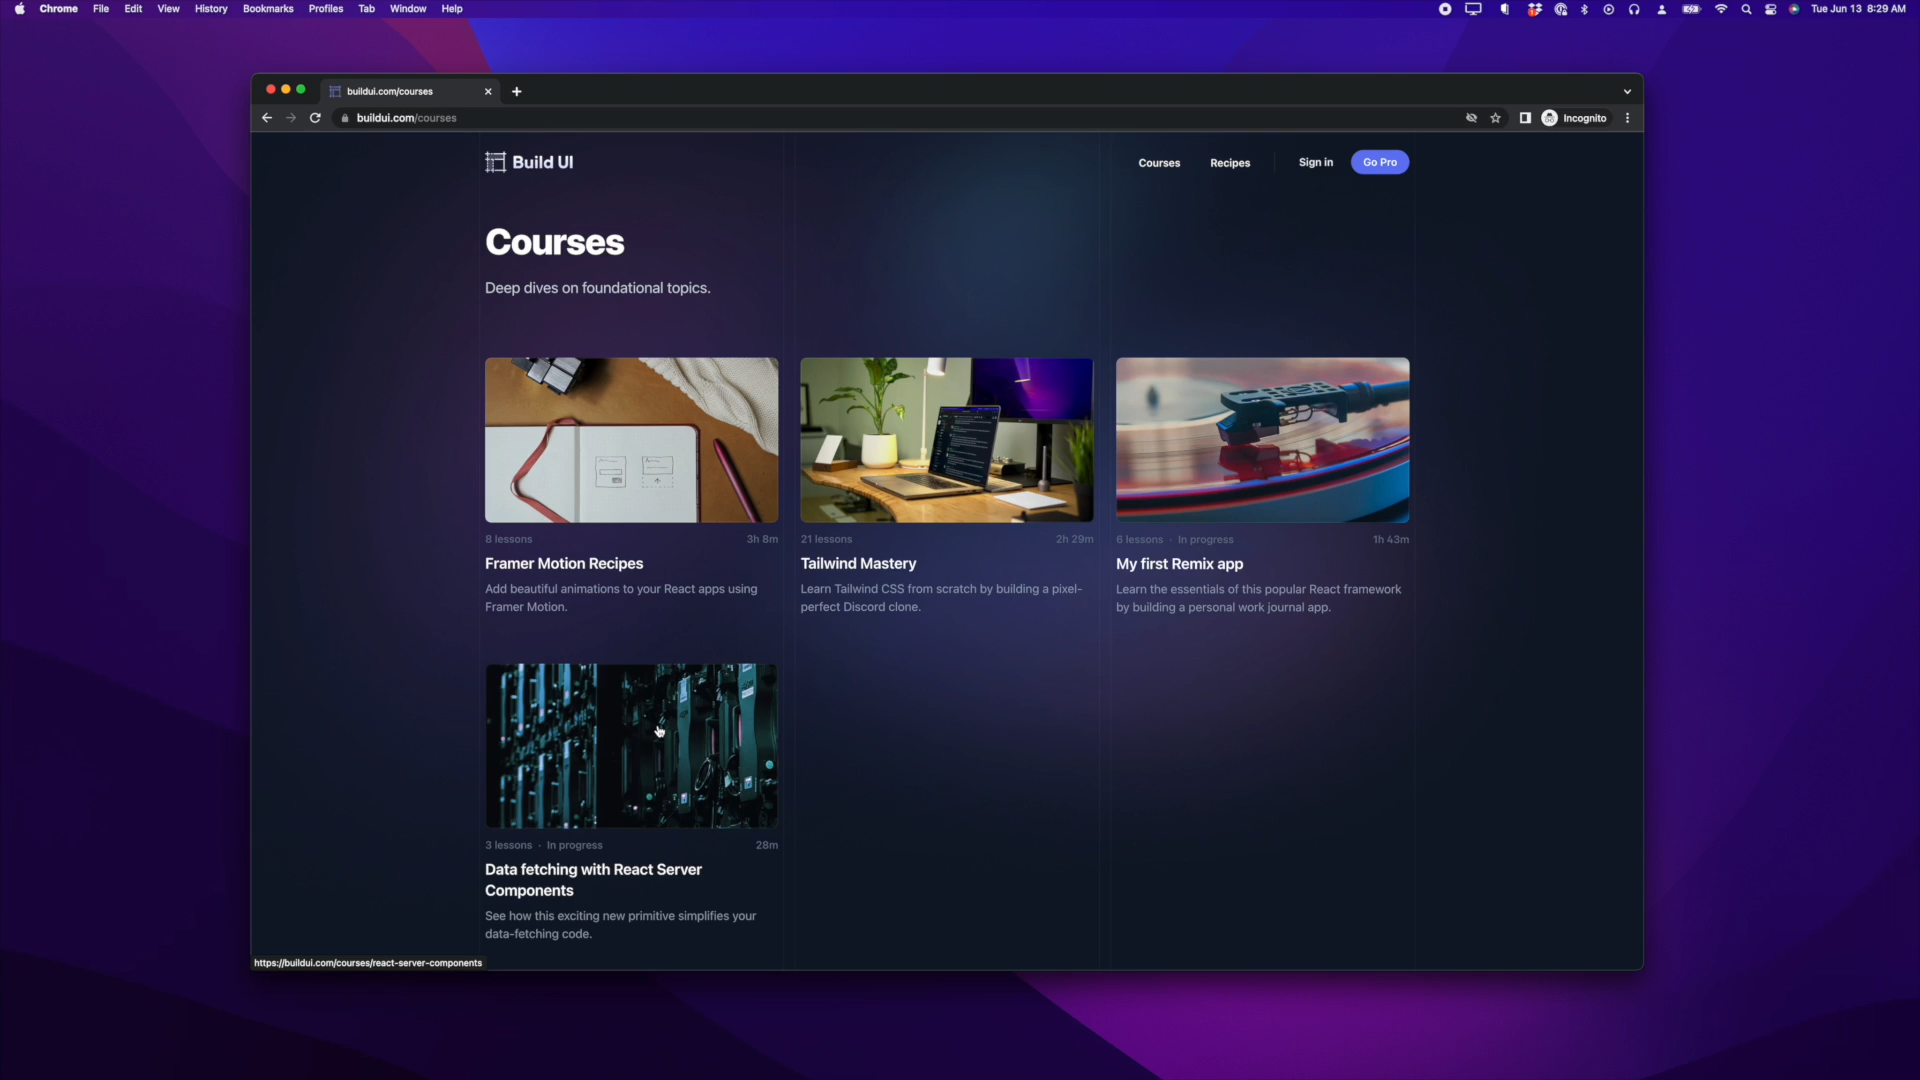 Chrome File Edit View History Bookmarks Profiles Tab Window Help
Tue Jun 13 8:29 AM
buildui.com/courses
buildui.com/courses
Incognito
Build UI
Courses
Recipes
Sign in
Go Pro
Courses
Deep dives on foundational topics.
8 lessons
3h 8m
Framer Motion Recipes
Add beautiful animations to your React apps using
Framer Motion.
21 lessons
2h 29m
Tailwind Mastery
Learn Tailwind CSS from scratch by building a pixel-
perfect Discord clone.
6 lessons · In progress
1h 43m
My first Remix app
Learn the essentials of this popular React framework
by building a personal work journal app.
3 lessons · In progress
28m
Data fetching with React Server
Components
See how this exciting new primitive simplifies your
data-fetching code.
https://buildui.com/courses/react-server-components